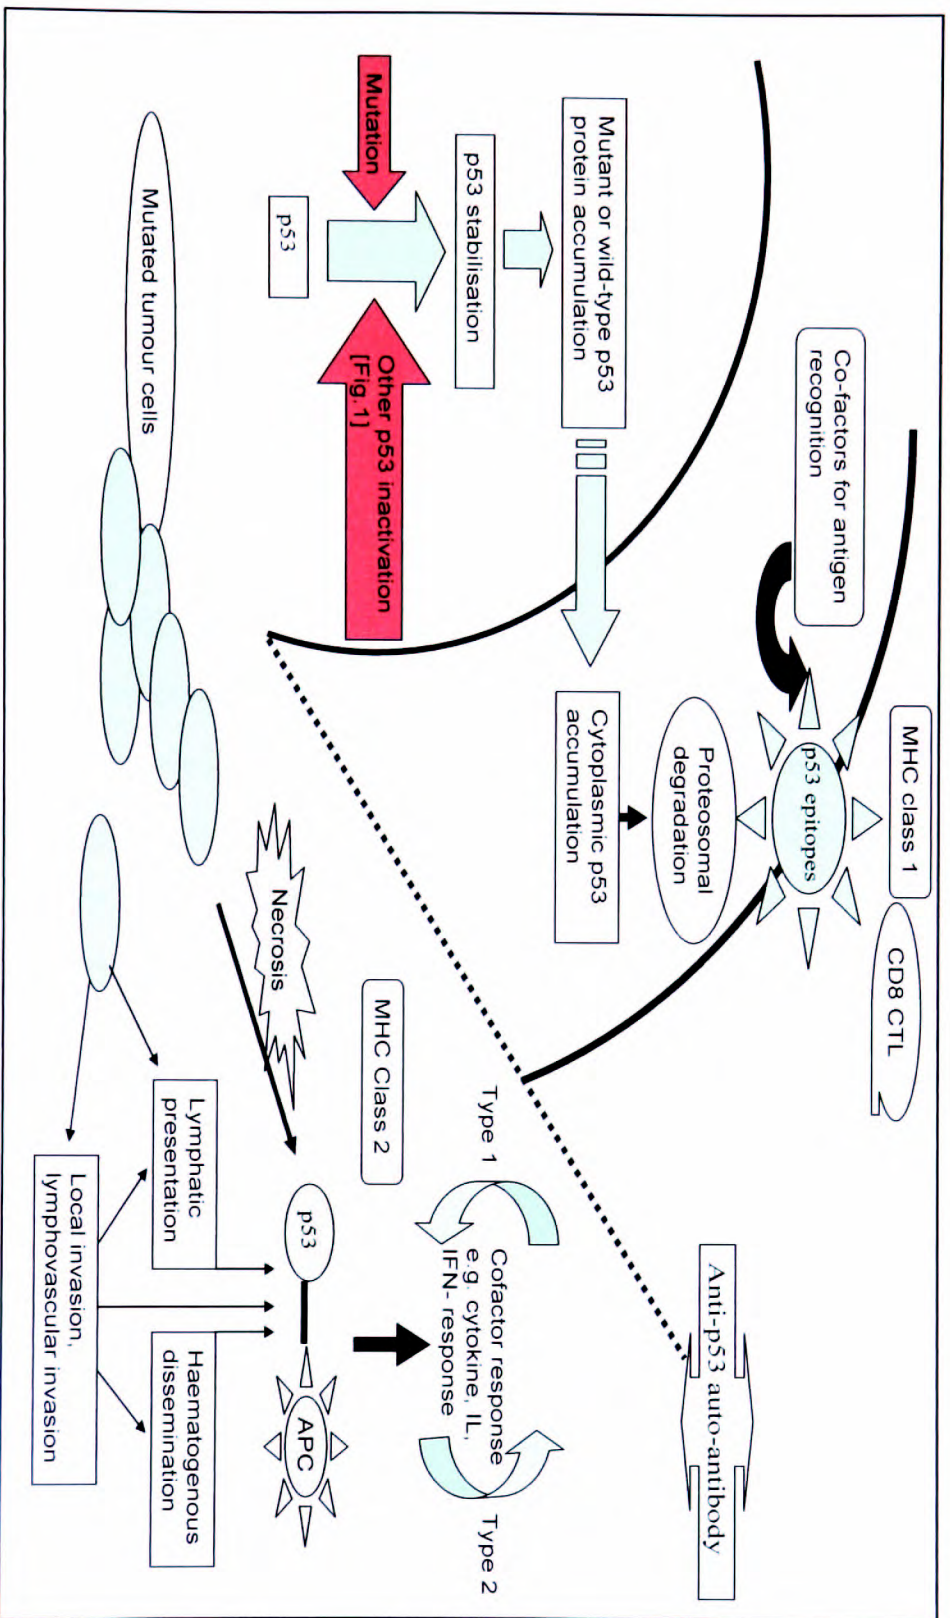 Co-factors for antigen
recognition
MHC class 1
CD8 CTL
p53 epitopes
Anti-p53 auto-antibody
Mutant or wild-type p53
protein accumulation
Proteosomal
degradation
Cytoplasmic p53
accumulation
p53 stabilisation
Mutation
Other p53 inactivation
[Fig.1]
p53
Type 1
Cofactor response
e.g. cytokine, IL,
IFN- response
Type 2
MHC Class 2
Necrosis
p53
APC
Mutated tumour cells
Lymphatic
presentation
Haematogenous
dissemination
Local invasion,
lymphovascular invasion